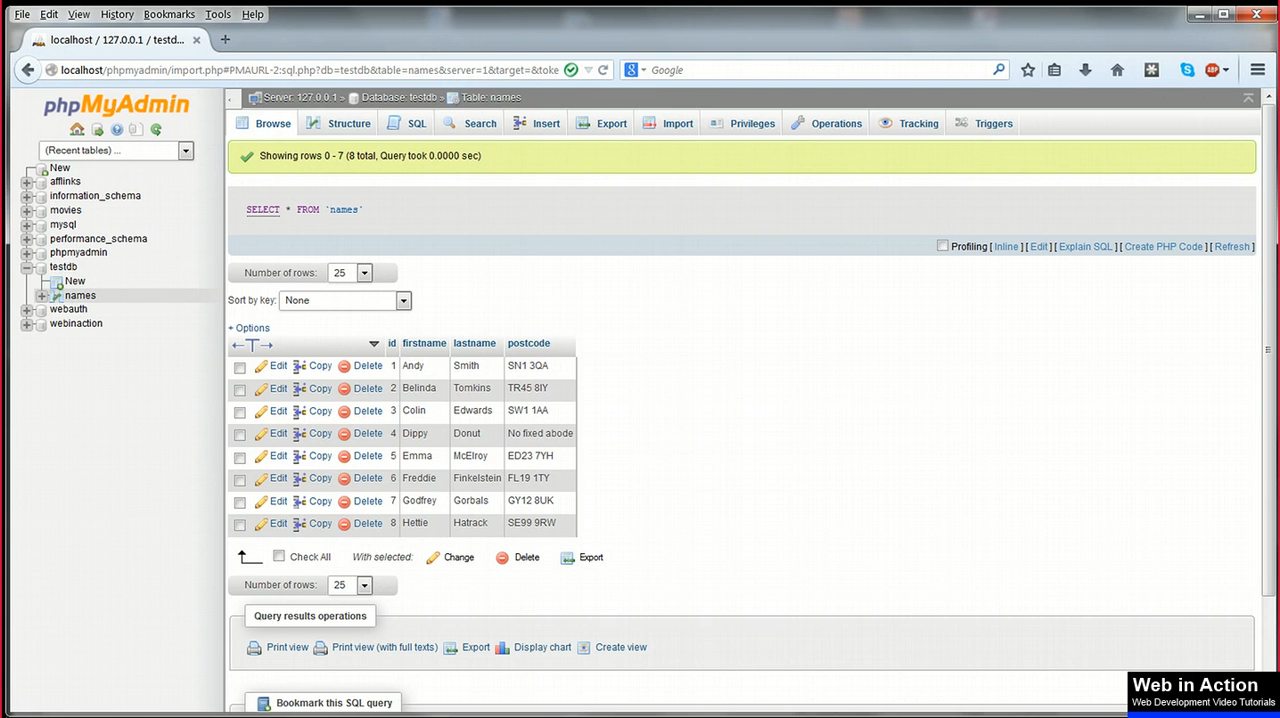 File Edit View History Bookmarks Tools Help
localhost / 127.0.0.1 / testd...
localhost/phpmyadmin/import.php#PMAURL-2:sql.php?db=testdb&table=names&server=1&target=&toke
Google
phpMyAdmin
Server: 127.0.0.1 » Database: testdb » Table: names
Browse Structure SQL Search Insert Export Import Privileges Operations Tracking Triggers
(Recent tables) ...
New
afflinks
information_schema
movies
mysql
performance_schema
phpmyadmin
testdb
New
names
webauth
webinaction
Showing rows 0 - 7 (8 total, Query took 0.0000 sec)
SELECT * FROM `names`
Profiling [ Inline ] [ Edit ] [ Explain SQL ] [ Create PHP Code ] [ Refresh ]
Number of rows: 25
Sort by key: None
+ Options
id firstname lastname postcode
Edit Copy Delete 1 Andy Smith SN1 3QA
Edit Copy Delete 2 Belinda Tomkins TR45 8IY
Edit Copy Delete 3 Colin Edwards SW1 1AA
Edit Copy Delete 4 Dippy Donut No fixed abode
Edit Copy Delete 5 Emma McElroy ED23 7YH
Edit Copy Delete 6 Freddie Finkelstein FL19 1TY
Edit Copy Delete 7 Godfrey Gorbals GY12 8UK
Edit Copy Delete 8 Hettie Hatrack SE99 9RW
Check All With selected: Change Delete Export
Number of rows: 25
Query results operations
Print view Print view (with full texts) Export Display chart Create view
Bookmark this SQL query
Web in Action
Web Development Video Tutorials